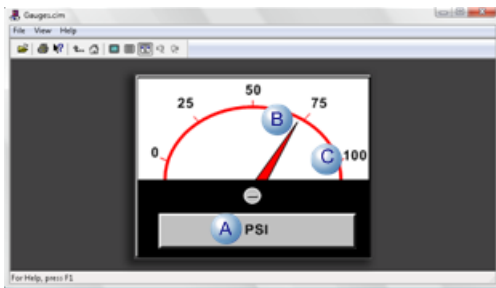 Gauges.cim
File View Help
50
25 75
B
0 C 100
A PSI
For Help, press F1